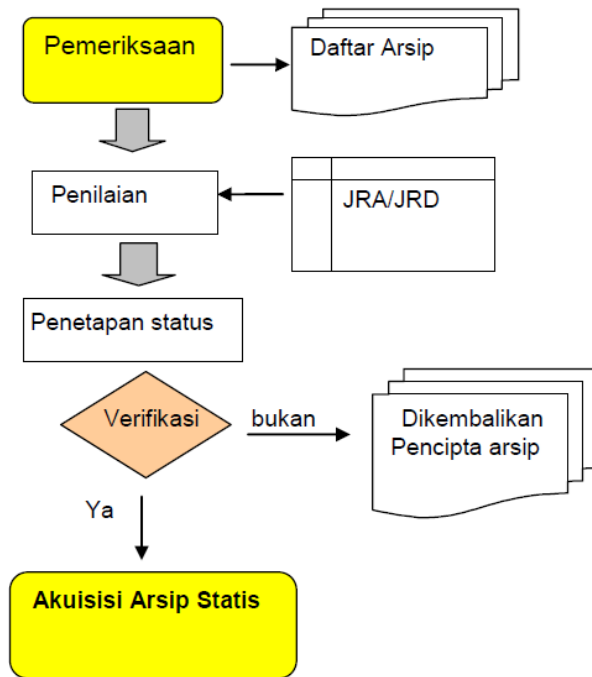 Pemeriksaan
Daftar Arsip
Penilaian
JRA/JRD
Penetapan status
Verifikasi
bukan
Dikembalikan
Pencipta arsip
Ya
Akuisisi Arsip Statis